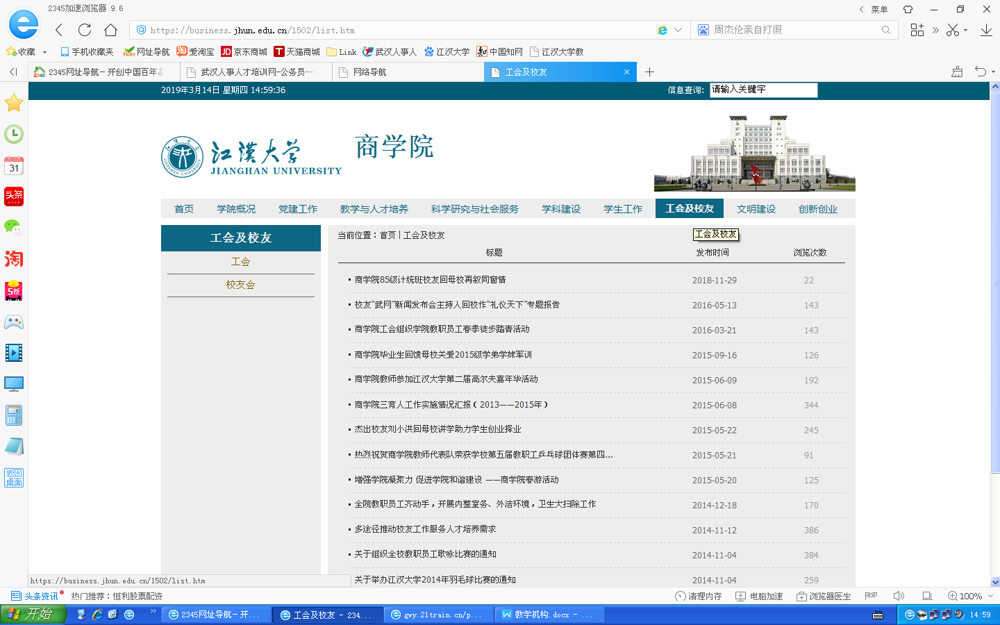 2345加速浏览器 9.6
菜单
https://business.jhun.edu.cn/1502/list.htm
周杰伦亲自打假
收藏 手机收藏夹 网址导航 爱淘宝 京东商城 天猫商城 Link 武汉人事人 江汉大学 中国知网 江汉大学教
2345网址导航－开创中国百年品
武汉人事人才培训网-公务员--
网络导航
工会及校友
2019年3月14日 星期四 14:59:36
信息查询:
请输入关键字
江汉大学
JIANGHAN UNIVERSITY
商学院
首页 学院概况 党建工作 教学与人才培养 科学研究与社会服务 学科建设 学生工作 工会及校友 文明建设 创新创业
工会及校友
工会
校友会
当前位置：首页 | 工会及校友
工会及校友
标题 发布时间 浏览次数
商学院85级计统班校友回母校再叙同窗情 2018-11-29 22
校友“武网”新闻发布会主持人回校作“礼仪天下”专题报告 2016-05-13 143
商学院工会组织学院教职员工春季徒步踏青活动 2016-03-21 143
商学院毕业生回馈母校关爱2015级学弟学妹军训 2015-09-16 126
商学院教师参加江汉大学第二届高尔夫嘉年华活动 2015-06-09 192
商学院三育人工作实施情况汇报（2013——2015年） 2015-06-08 344
杰出校友刘小洪回母校讲学助力学生创业择业 2015-05-22 245
热烈祝贺商学院教师代表队荣获学校第五届教职工乒乓球团体赛第四... 2015-05-21 91
增强学院凝聚力 促进学院和谐建设 ——商学院春游活动 2015-05-20 125
全院教职员工齐动手，开展内整室务、外洁环境，卫生大扫除工作 2014-12-18 170
多途径推动校友工作服务人才培养需求 2014-11-12 386
关于组织全校教职员工歌咏比赛的通知 2014-11-04 384
关于举办江汉大学2014年羽毛球比赛的通知 2014-11-04 259
31
头条
淘
5折
返回
桌面
https://business.jhun.edu.cn/1502/list.htm
头条资讯 热门推荐：恒利股票配资
清理内存 电脑加速 浏览器医生 100%
开始
2345网址导航－开...
工会及校友 - 234...
gwy.21train.cn/p...
教学机构.docx - ...
14:59